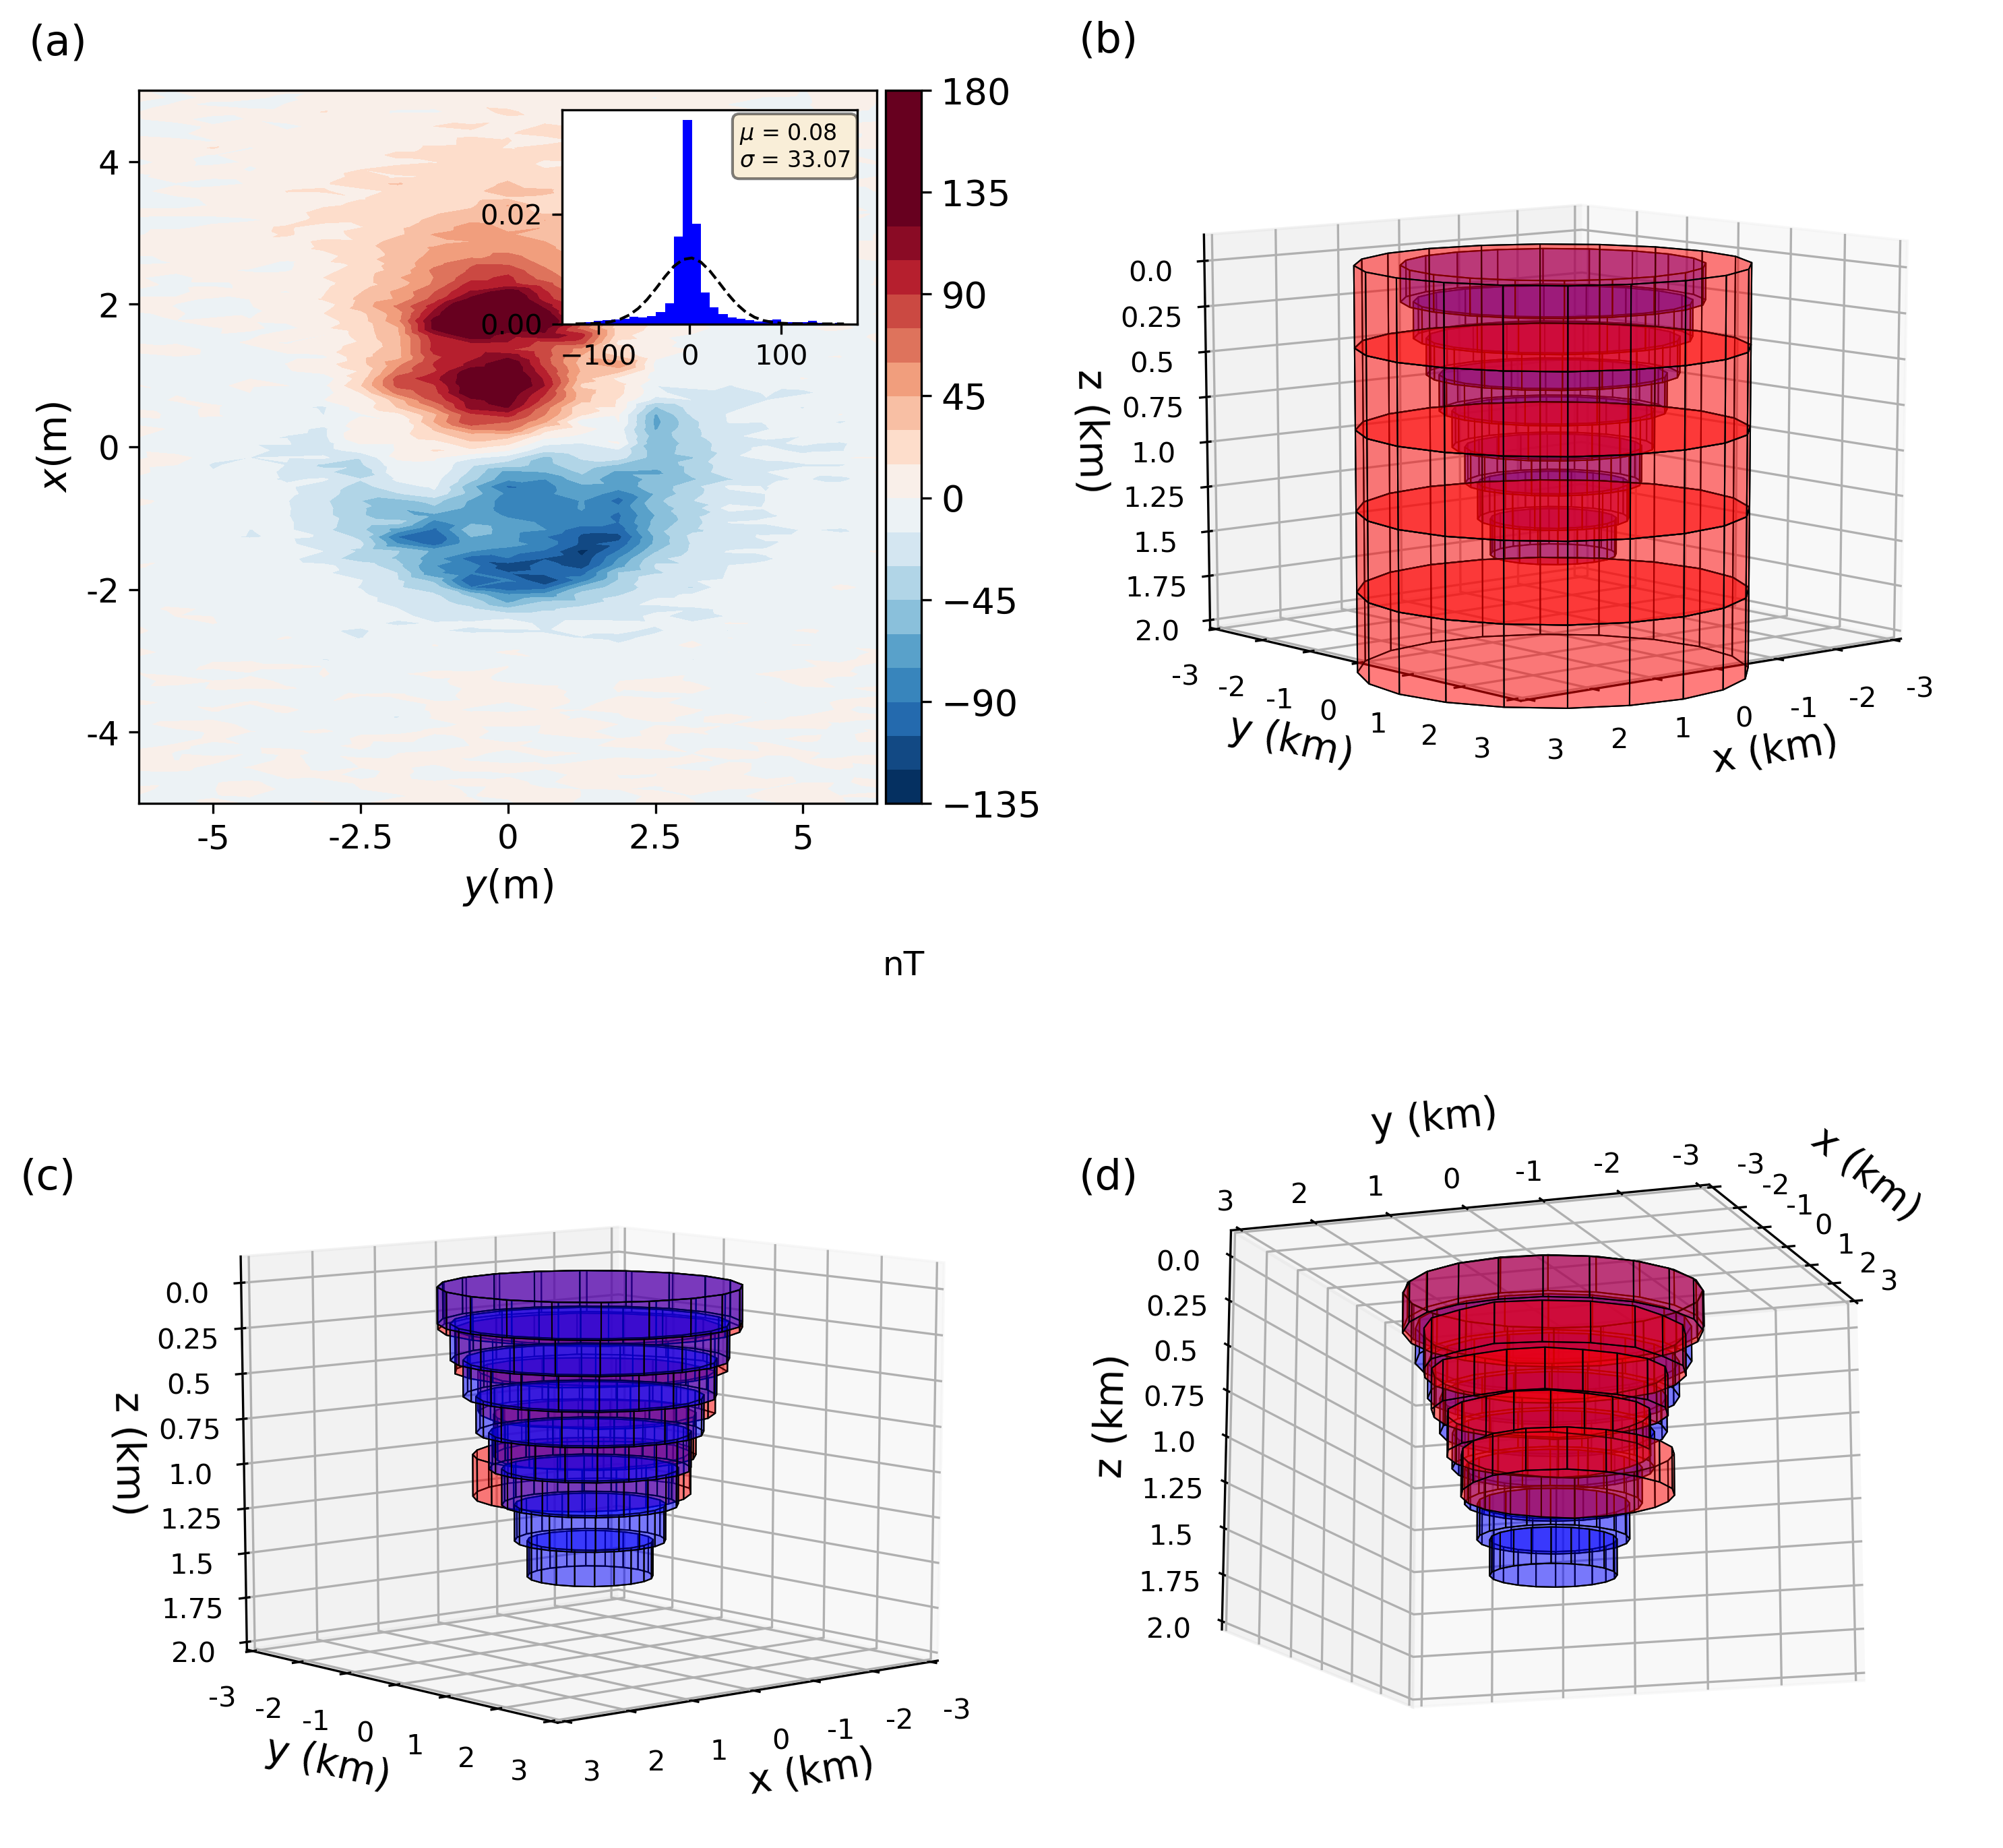 (a)
μ = 0.08
σ = 33.07
0.02
0.00
−100 0 100
4
2
0
-2
-4
x(m)
-5 -2.5 0 2.5 5
y(m)
180
135
90
45
0
−45
−90
−135
nT
(b)
0.0
0.25
0.5
0.75
1.0
1.25
1.5
1.75
2.0
z (km)
-3 -2 -1 0 1 2 3
y (km)
3 2 1 0 -1 -2 -3
x (km)
(c)
0.0
0.25
0.5
0.75
1.0
1.25
1.5
1.75
2.0
z (km)
-3 -2 -1 0 1 2 3
y (km)
3 2 1 0 -1 -2 -3
x (km)
(d)
y (km)
3 2 1 0 -1 -2 -3
x (km)
-3 -2 -1 0 1 2 3
0.0
0.25
0.5
0.75
1.0
1.25
1.5
1.75
2.0
z (km)